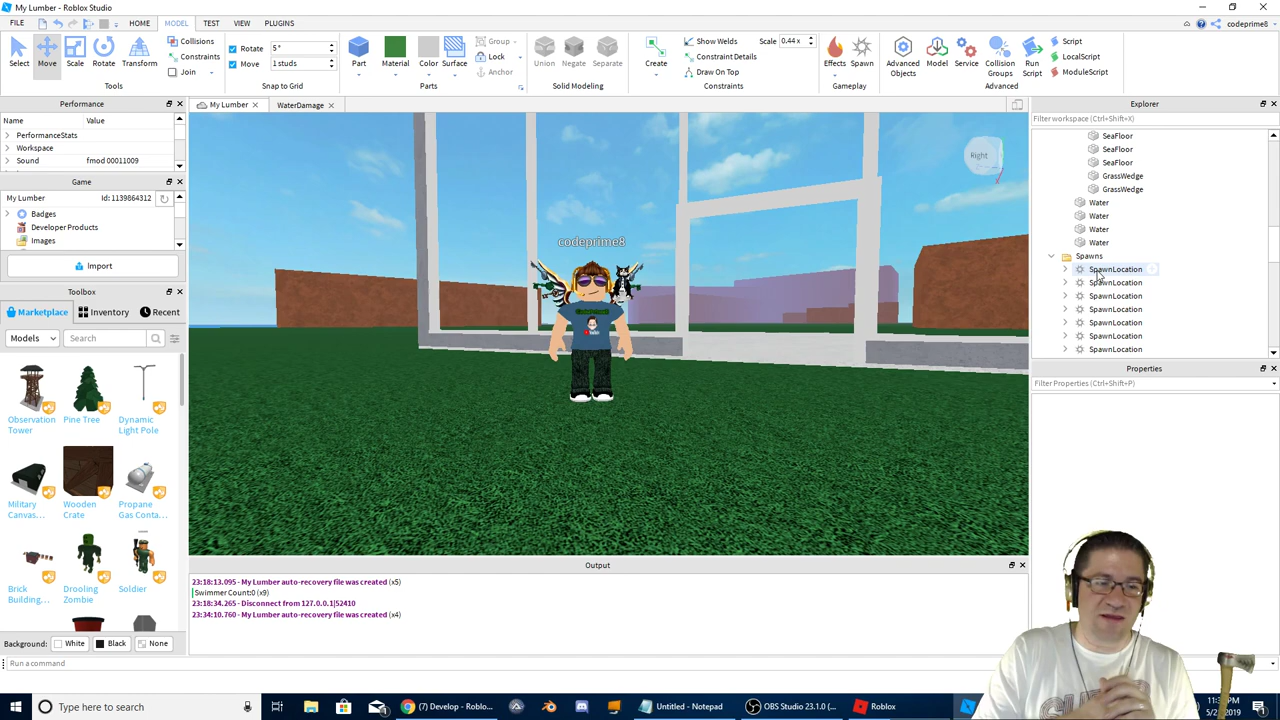 My Lumber - Roblox Studio
FILE HOME MODEL TEST VIEW PLUGINS codeprime8
Select Move Scale Rotate Transform
Collisions
Constraints
Join
Tools
Rotate 5°
Move 1 studs
Snap to Grid
Part Material Color Surface
Group
Lock
Anchor
Parts
Union Negate Separate
Solid Modeling
Create
Show Welds
Constraint Details
Draw On Top
Scale 0.44 x
Constraints
Effects Spawn
Gameplay
Advanced Objects
Model
Service
Collision Groups
Run Script
Script
LocalScript
ModuleScript
Advanced
Performance
Name Value
PerformanceStats
Workspace
Sound fmod 00011009
Game
My Lumber Id: 1139864312
Badges
Developer Products
Images
Import
Toolbox
Marketplace Inventory Recent
Models Search
Observation Tower
Pine Tree
Dynamic Light Pole
Military Canvas...
Wooden Crate
Propane Gas Conta...
Brick Building...
Drooling Zombie
Soldier
Background: White Black None
My Lumber WaterDamage
Right
codeprime8
Output
23:18:13.095 - My Lumber auto-recovery file was created (x5)
Swimmer Count:0 (x9)
23:18:34.265 - Disconnect from 127.0.0.1|52410
23:34:10.760 - My Lumber auto-recovery file was created (x4)
Explorer
Filter workspace (Ctrl+Shift+X)
SeaFloor
SeaFloor
SeaFloor
GrassWedge
GrassWedge
Water
Water
Water
Water
Spawns
SpawnLocation
SpawnLocation
SpawnLocation
SpawnLocation
SpawnLocation
SpawnLocation
SpawnLocation
Properties
Filter Properties (Ctrl+Shift+P)
Run a command
Type here to search
(7) Develop - Roblo...
Untitled - Notepad
OBS Studio 23.1.0 (...
Roblox